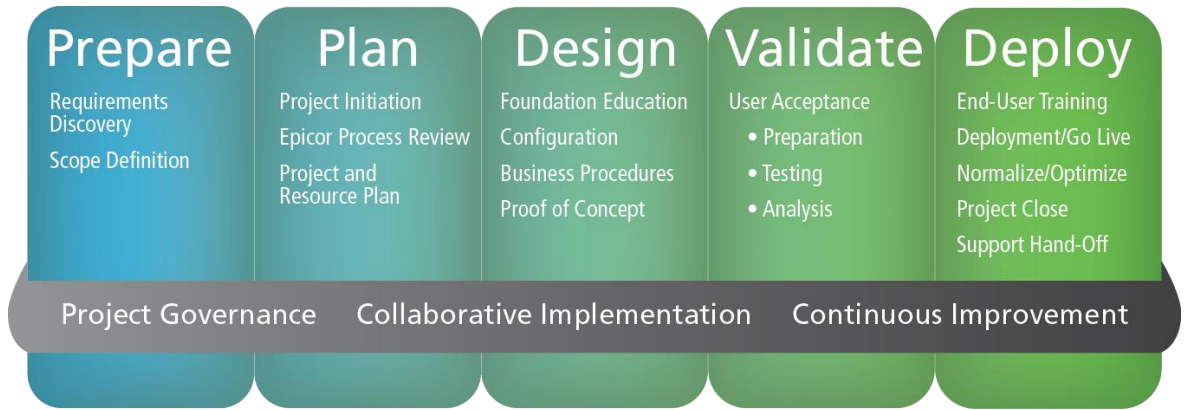 Prepare
Requirements
Discovery
Scope Definition
Plan
Project Initiation
Epicor Process Review
Project and
Resource Plan
Design
Foundation Education
Configuration
Business Procedures
Proof of Concept
Validate
User Acceptance
• Preparation
• Testing
• Analysis
Deploy
End-User Training
Deployment/Go Live
Normalize/Optimize
Project Close
Support Hand-Off
Project Governance
Collaborative Implementation
Continuous Improvement